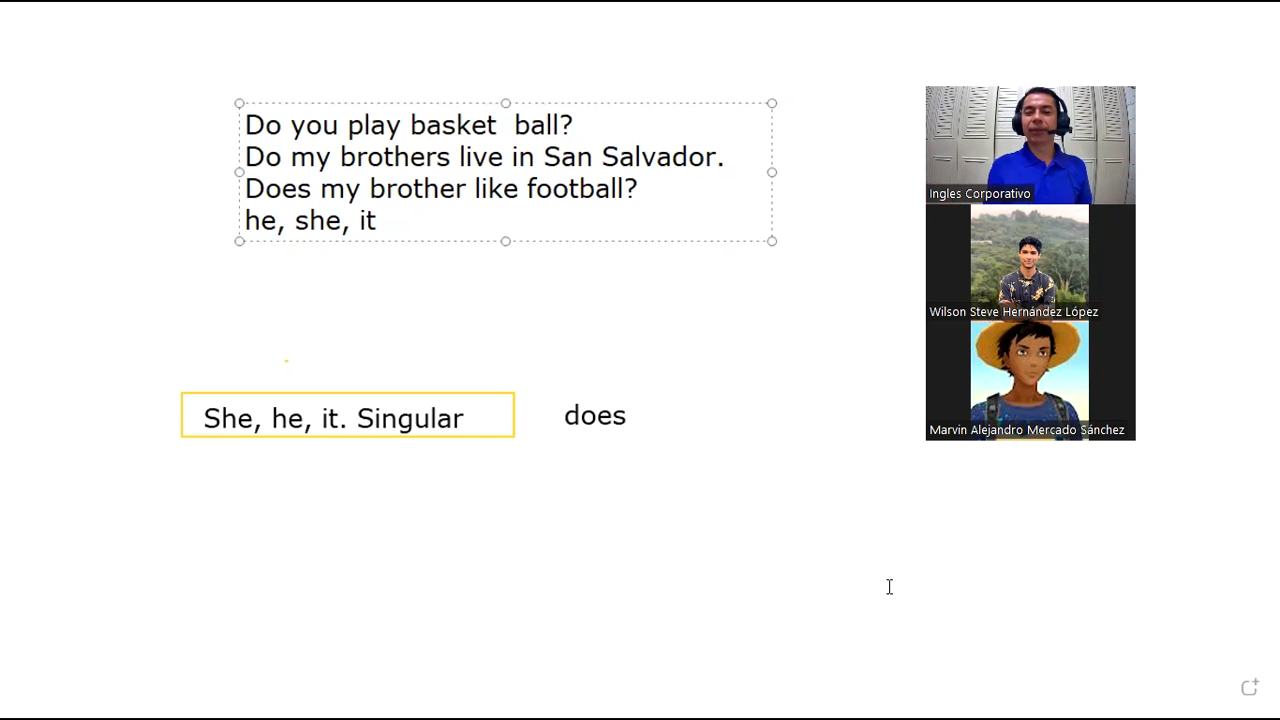 Do you play basket  ball?
Do my brothers live in San Salvador.
Does my brother like football?
he, she, it
Ingles Corporativo
Wilson Steve Hernández López
She, he, it. Singular
does
Marvin Alejandro Mercado Sánchez